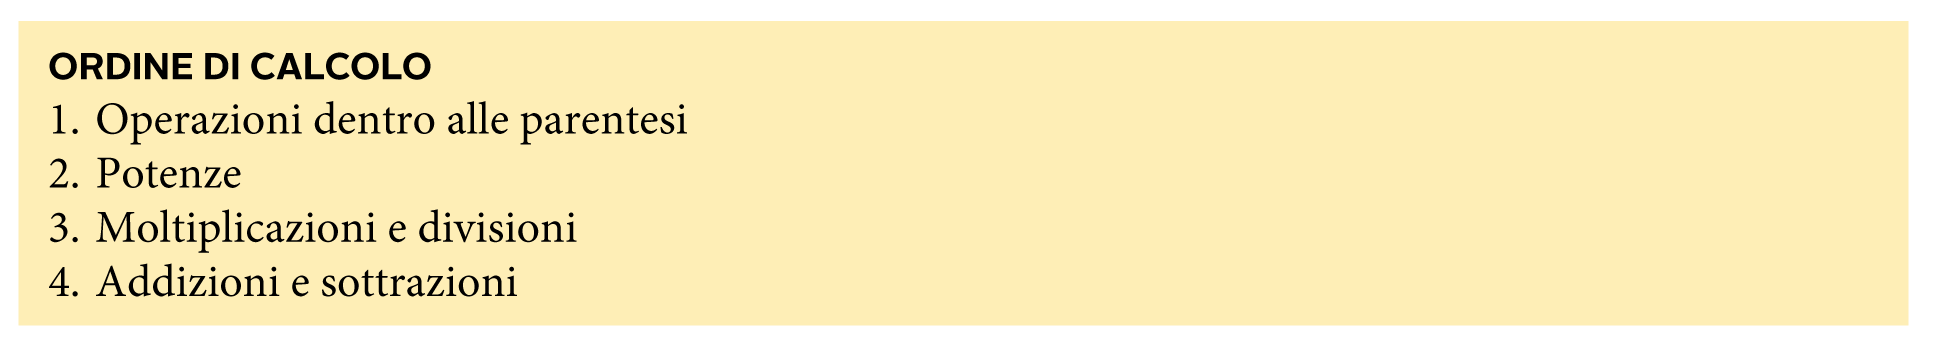 ORDINE DI CALCOLO
1. Operazioni dentro alle parentesi
2. Potenze
3. Moltiplicazioni e divisioni
4. Addizioni e sottrazioni